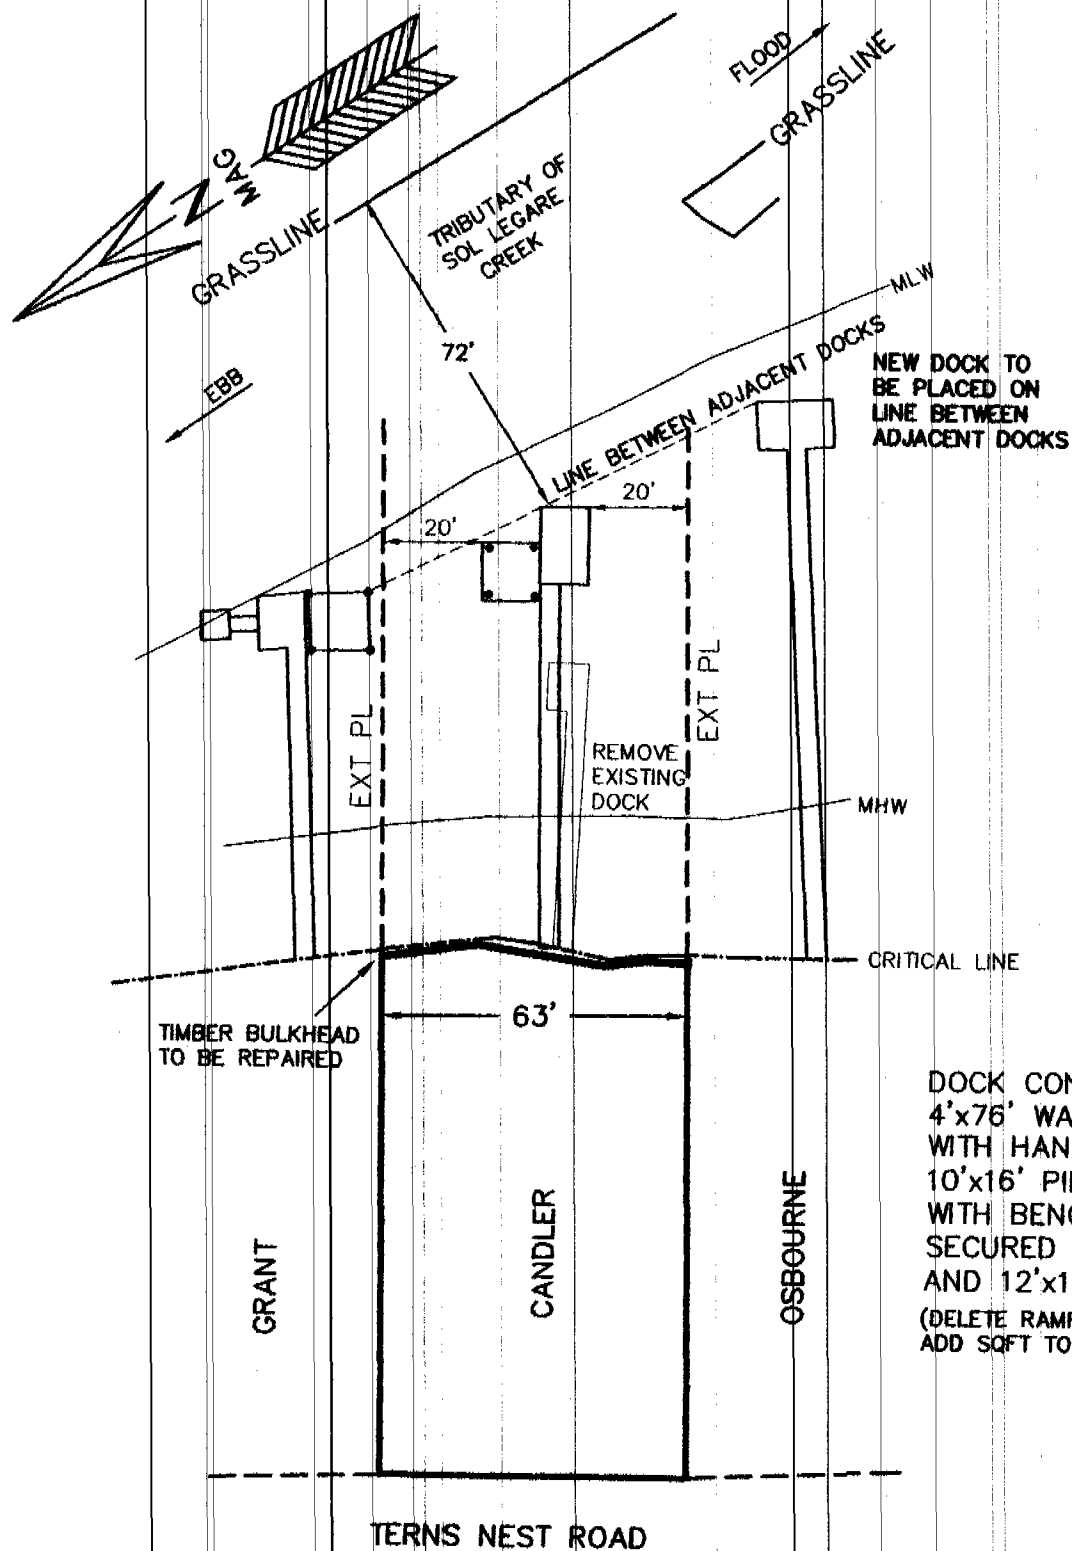 FLOOD
GRASSLINE
N
MAG
GRASSLINE
TRIBUTARY OF
SOL LEGARE
CREEK
MLW
72'
EBB
LINE BETWEEN ADJACENT DOCKS
NEW DOCK TO
BE PLACED ON
LINE BETWEEN
ADJACENT DOCKS
20'
20'
EXT PL
EXT PL
REMOVE
EXISTING
DOCK
MHW
CRITICAL LINE
TIMBER BULKHEAD
TO BE REPAIRED
63'
DOCK CON
4'x76' WA
WITH HAN
10'x16' PI
WITH BEN
SECURED
AND 12'x1
(DELETE RAM
ADD SQFT TO
GRANT
CANDLER
OSBOURNE
TERNS NEST ROAD